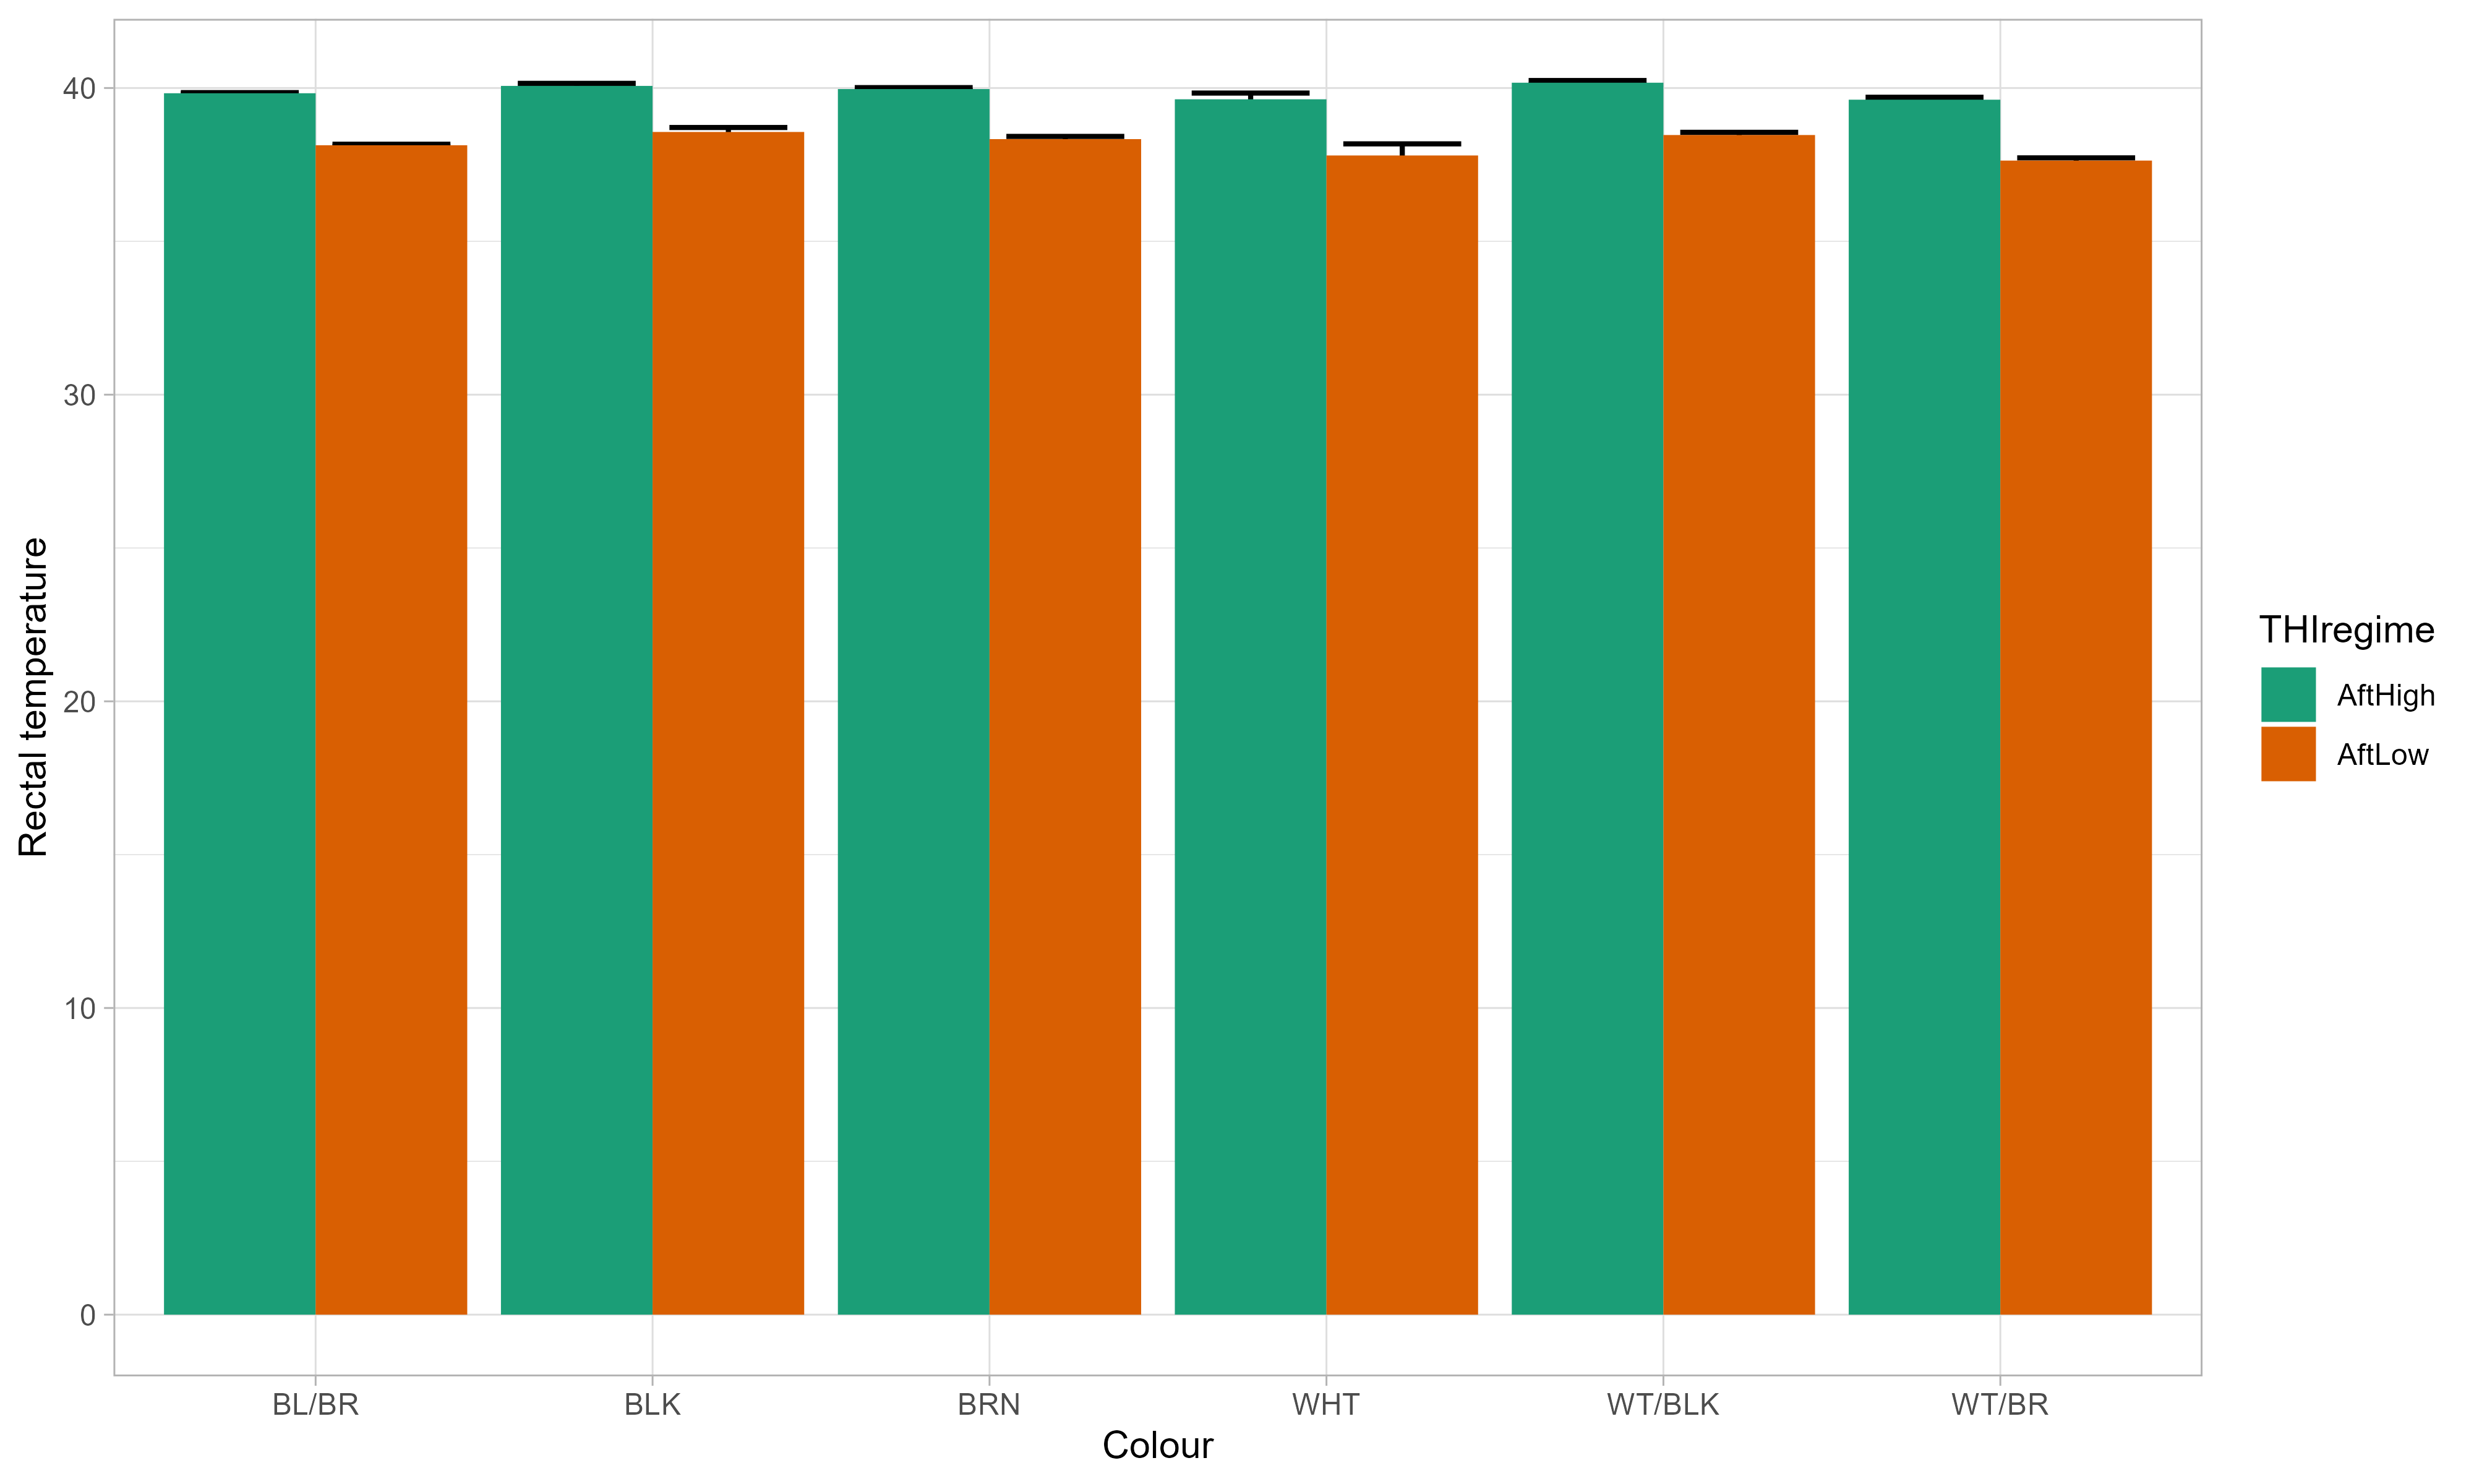 40
30
20
10
0
Rectal temperature
BL/BR BLK BRN WHT WT/BLK WT/BR
Colour
THIregime
AftHigh
AftLow